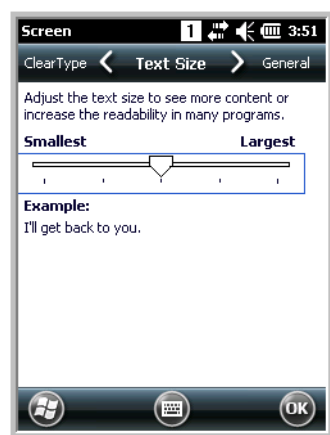 Screen 1 3:51
ClearType Text Size General
Adjust the text size to see more content or
increase the readability in many programs.
Smallest Largest
Example:
I'll get back to you.
OK